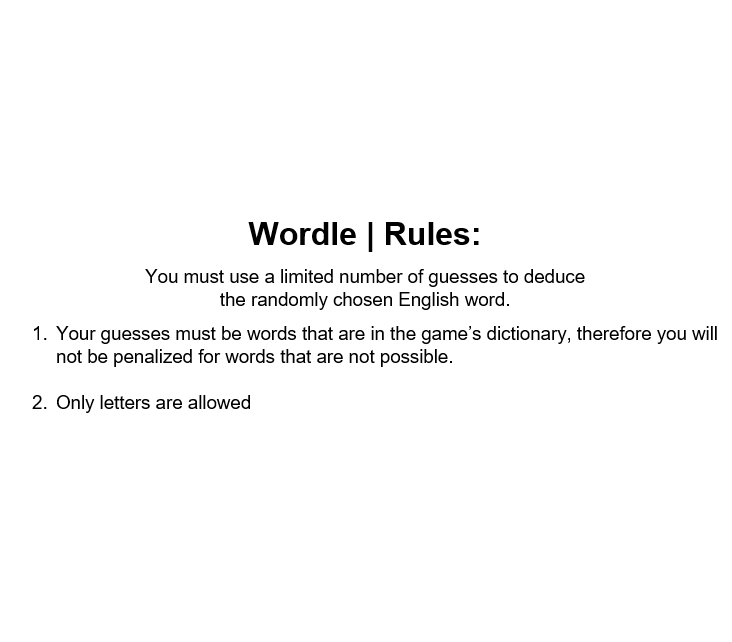 Wordle | Rules:
You must use a limited number of guesses to deduce
the randomly chosen English word.
1. Your guesses must be words that are in the game’s dictionary, therefore you will
not be penalized for words that are not possible.
2. Only letters are allowed